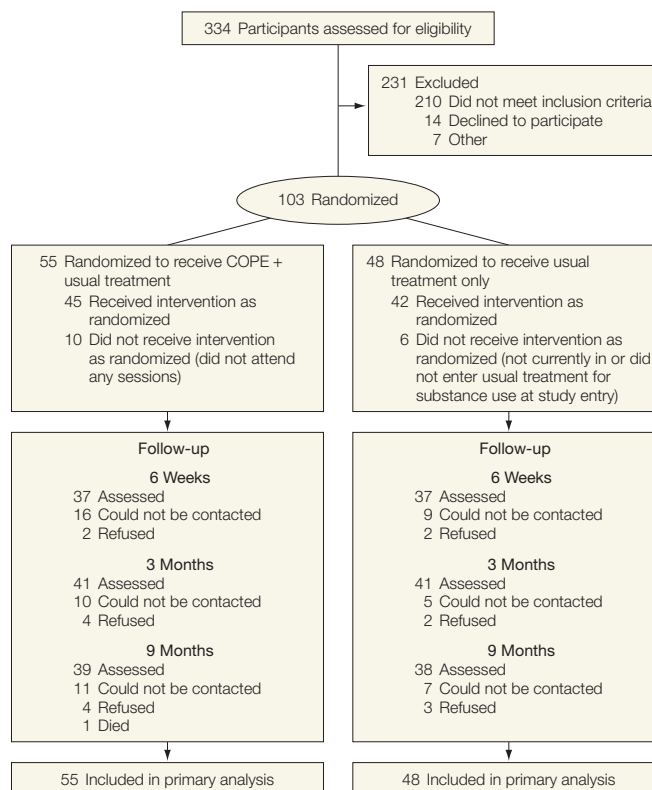 334 Participants assessed for eligibility
231 Excluded
210 Did not meet inclusion criteria
14 Declined to participate
7 Other
103 Randomized
55 Randomized to receive COPE +
usual treatment
45 Received intervention as
randomized
10 Did not receive intervention
as randomized (did not attend
any sessions)
48 Randomized to receive usual
treatment only
42 Received intervention as
randomized
6 Did not receive intervention as
randomized (not currently in or did
not enter usual treatment for
substance use at study entry)
Follow-up
6 Weeks
37 Assessed
16 Could not be contacted
2 Refused
3 Months
41 Assessed
10 Could not be contacted
4 Refused
9 Months
39 Assessed
11 Could not be contacted
4 Refused
1 Died
Follow-up
6 Weeks
37 Assessed
9 Could not be contacted
2 Refused
3 Months
41 Assessed
5 Could not be contacted
2 Refused
9 Months
38 Assessed
7 Could not be contacted
3 Refused
55 Included in primary analysis
48 Included in primary analysis